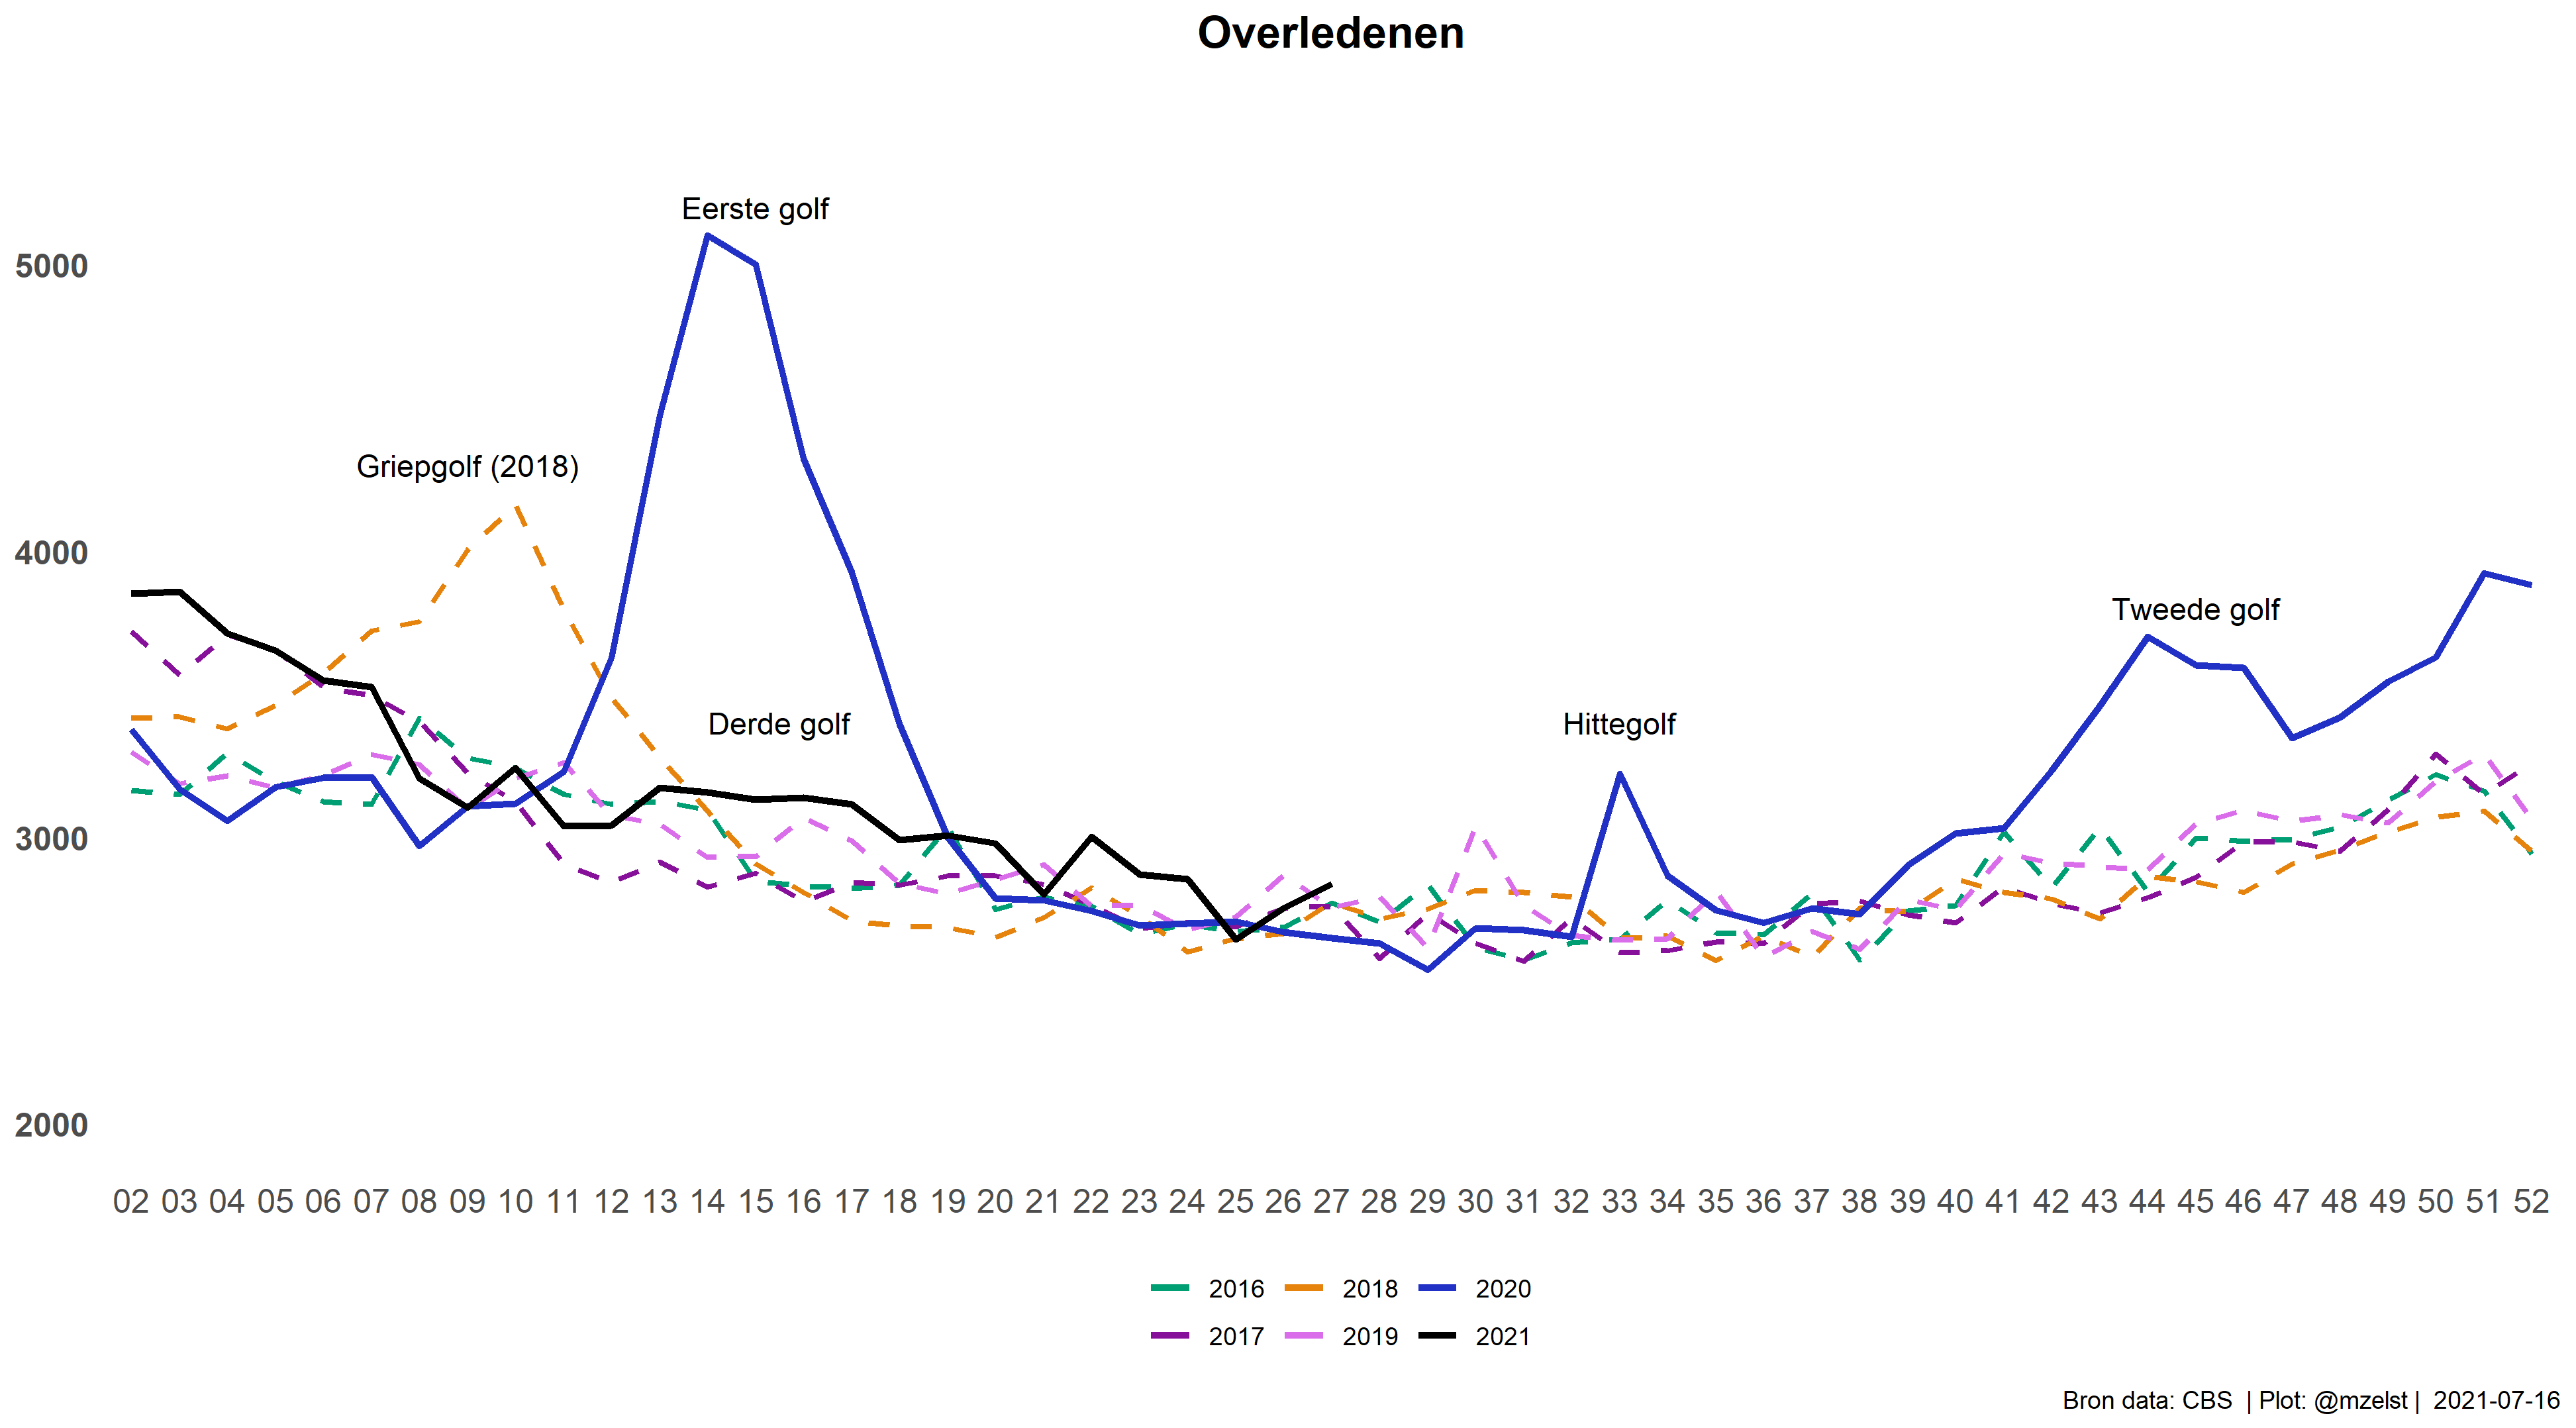 Overledenen
Eerste golf
5000
Griepgolf (2018)
4000
Tweede golf
Derde golf
Hittegolf
3000
2000
02 03 04 05 06 07 08 09 10 11 12 13 14 15 16 17 18 19 20 21 22 23 24 25 26 27 28 29 30 31 32 33 34 35 36 37 38 39 40 41 42 43 44 45 46 47 48 49 50 51 52
2016 2018 2020
2017 2019 2021
Bron data: CBS | Plot: @mzelst | 2021-07-16